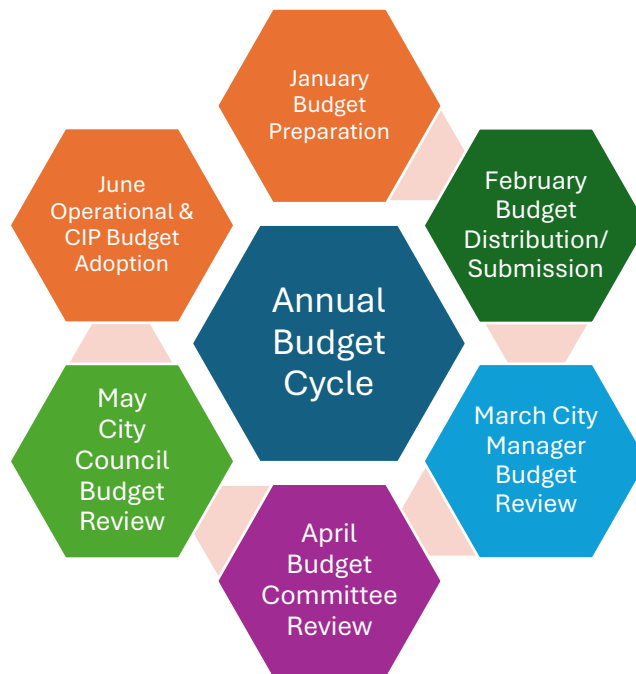 January
Budget
Preparation
February
Budget
Distribution/
Submission
March City
Manager
Budget
Review
April
Budget
Committee
Review
May
City
Council
Budget
Review
June
Operational &
CIP Budget
Adoption
Annual
Budget
Cycle